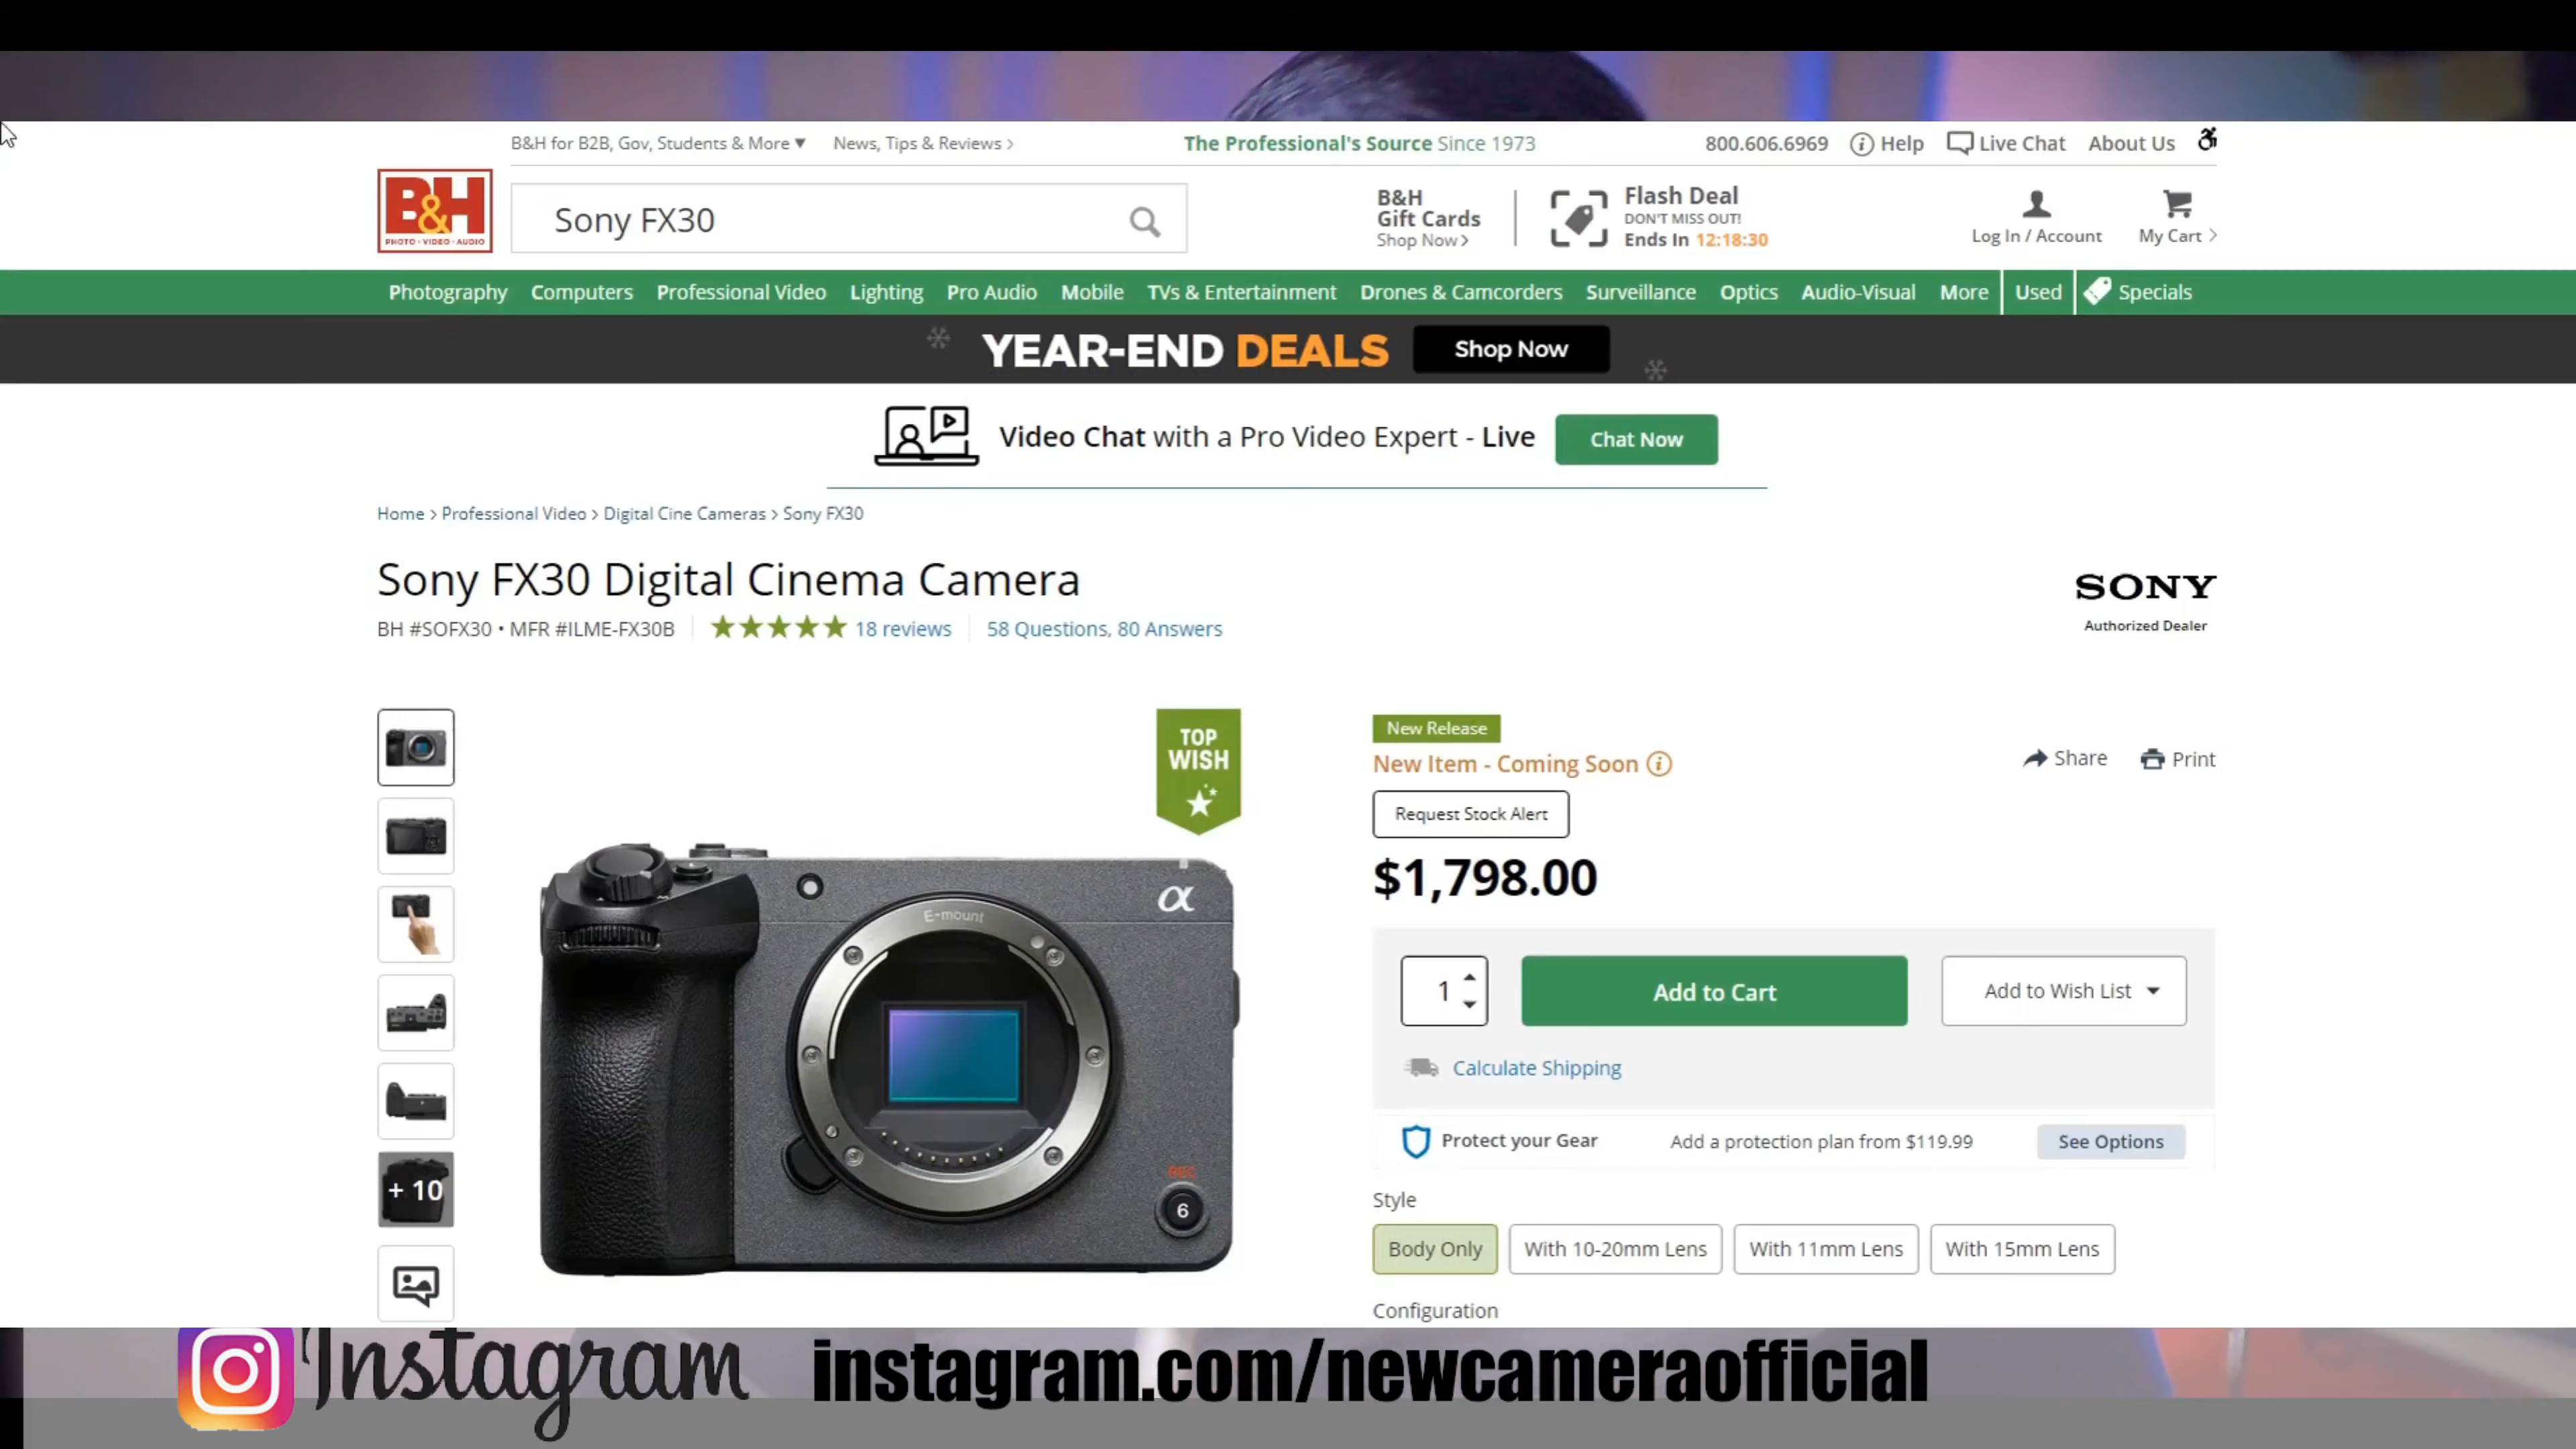 B&H for B2B, Gov, Students & More ▼ News, Tips & Reviews > The Professional's Source Since 1973 800.606.6969 Help Live Chat About Us
B&H
PHOTO • VIDEO • AUDIO
Sony FX30
B&H
Gift Cards
Shop Now >
Flash Deal
DON'T MISS OUT!
Ends In 12:18:30
Log In / Account
My Cart >
Photography Computers Professional Video Lighting Pro Audio Mobile TVs & Entertainment Drones & Camcorders Surveillance Optics Audio-Visual More Used Specials
YEAR-END DEALS Shop Now
Video Chat with a Pro Video Expert - Live Chat Now
Home > Professional Video > Digital Cine Cameras > Sony FX30
Sony FX30 Digital Cinema Camera
BH #SOFX30 • MFR #ILME-FX30B 18 reviews 58 Questions, 80 Answers
SONY
Authorized Dealer
TOP
WISH
E-mount
α
REC
6
+ 10
New Release
New Item - Coming Soon
Share Print
Request Stock Alert
$1,798.00
1 Add to Cart Add to Wish List
Calculate Shipping
Protect your Gear Add a protection plan from $119.99 See Options
Style
Body Only With 10-20mm Lens With 11mm Lens With 15mm Lens
Configuration
Instagram instagram.com/newcameraofficial